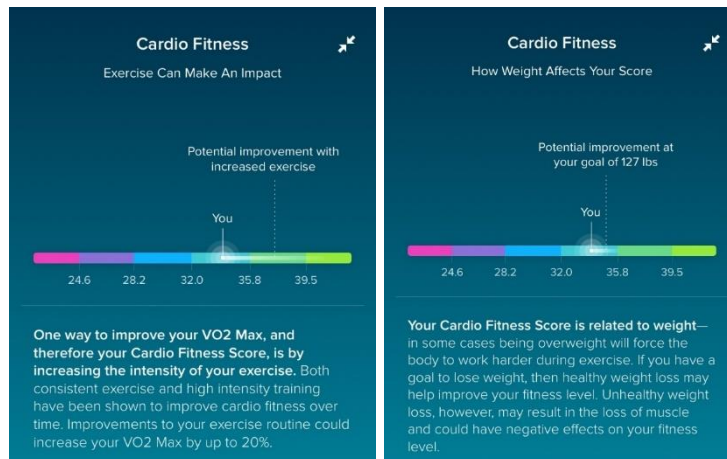 Cardio Fitness
Exercise Can Make An Impact
Potential improvement with
increased exercise
You
24.6 28.2 32.0 35.8 39.5
One way to improve your VO2 Max, and
therefore your Cardio Fitness Score, is by
increasing the intensity of your exercise. Both
consistent exercise and high intensity training
have been shown to improve cardio fitness over
time. Improvements to your exercise routine could
increase your VO2 Max by up to 20%.
Cardio Fitness
How Weight Affects Your Score
Potential improvement at
your goal of 127 lbs
You
24.6 28.2 32.0 35.8 39.5
Your Cardio Fitness Score is related to weight—
in some cases being overweight will force the
body to work harder during exercise. If you have a
goal to lose weight, then healthy weight loss may
help improve your fitness level. Unhealthy weight
loss, however, may result in the loss of muscle
and could have negative effects on your fitness
level.